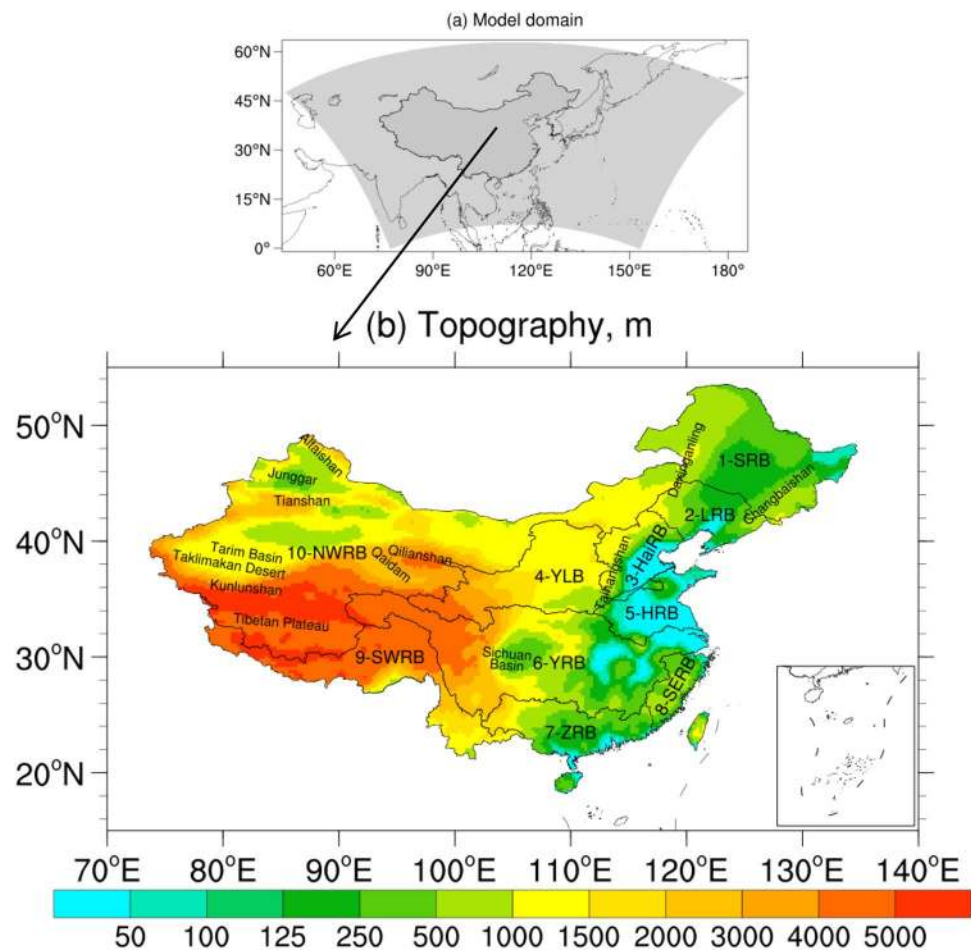 (a) Model domain
60°N
45°N
30°N
15°N
0°
60°E
90°E
120°E
150°E
180°
(b) Topography, m
50°N
40°N
30°N
20°N
Altaishan
Junggar
Tianshan
Tarim Basin
10-NWRB
Taklimakan Desert
Qilianshan
Qaidam
Kunlunshan
Tibetan Plateau
9-SWRB
Sichuan
Basin
6-YRB
4-YLB
Taihangshan
3-HaiRB
5-HRB
Daxinganling
1-SRB
2-LRB
Changbaishan
7-ZRB
8-SERB
70°E
80°E
90°E
100°E
110°E
120°E
130°E
140°E
50
100
125
250
500
1000
1500
2000
3000
4000
5000